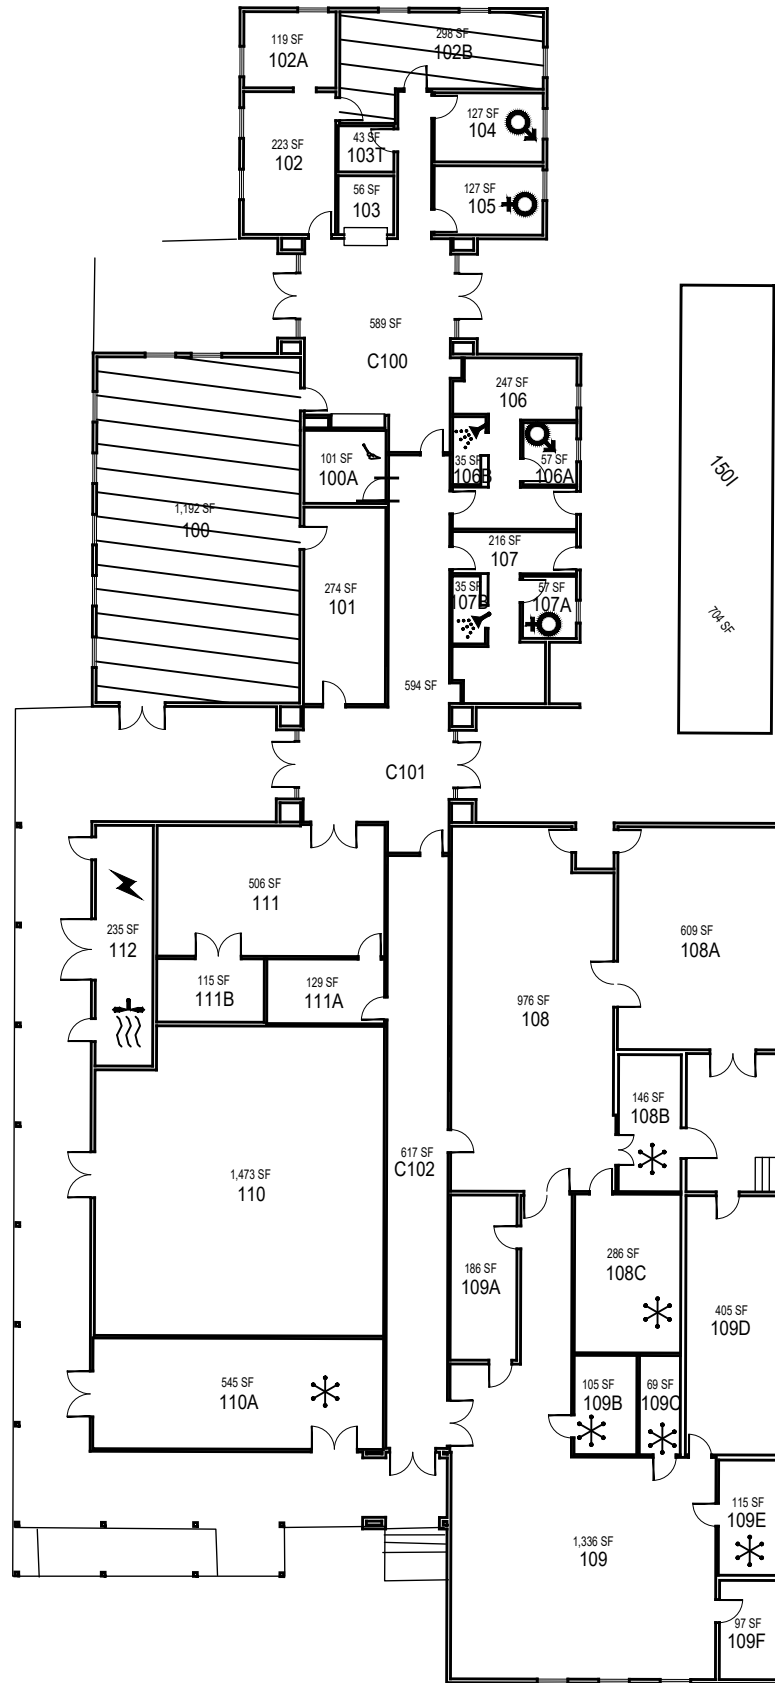 119 SF
102A
298 SF
102B
223 SF
102
43 SF
103T
56 SF
103
127 SF
104
127 SF
105
589 SF
C100
247 SF
106
35 SF
106B
57 SF
106A
101 SF
100A
1,192 SF
100
274 SF
101
216 SF
107
35 SF
107B
57 SF
107A
594 SF
C101
150I
704 SF
506 SF
111
235 SF
112
115 SF
111B
129 SF
111A
609 SF
108A
976 SF
108
146 SF
108B
617 SF
C102
1,473 SF
110
186 SF
109A
286 SF
108C
405 SF
109D
545 SF
110A
105 SF
109B
69 SF
109C
115 SF
109E
1,336 SF
109
97 SF
109F